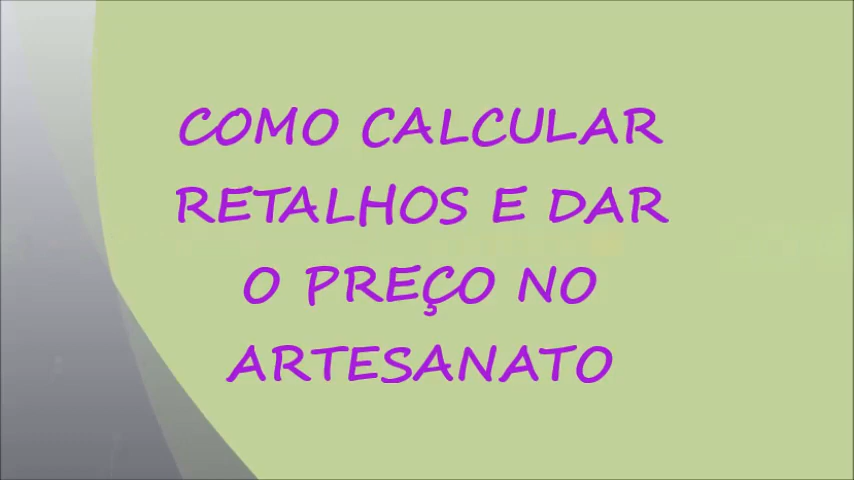 COMO CALCULAR
RETALHOS E DAR
O PREÇO NO
ARTESANATO